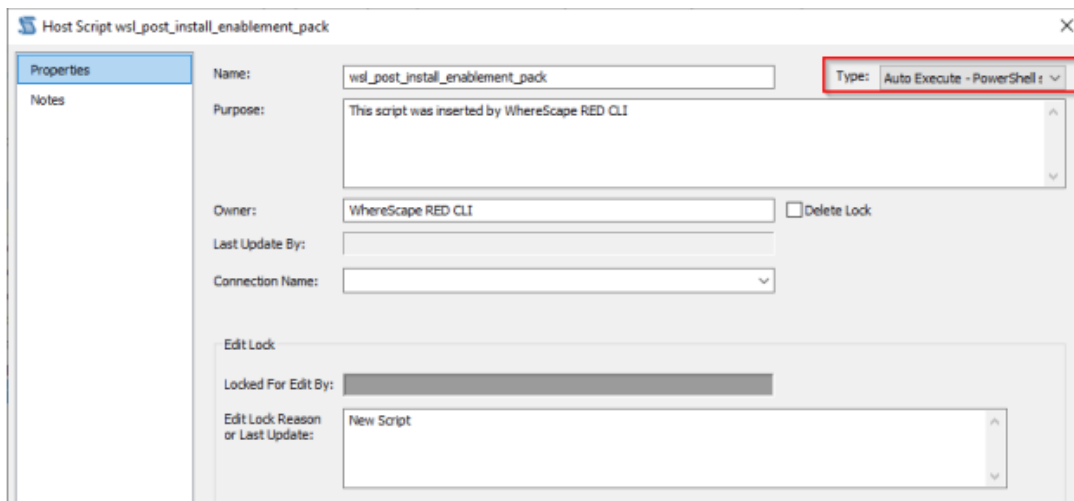 Host Script wsl_post_install_enablement_pack
Properties
Notes
Name:
wsl_post_install_enablement_pack
Type:
Auto Execute - PowerShell s
Purpose:
This script was inserted by WhereScape RED CLI
Owner:
WhereScape RED CLI
Delete Lock
Last Update By:
Connection Name:
Edit Lock
Locked For Edit By:
Edit Lock Reason
or Last Update:
New Script